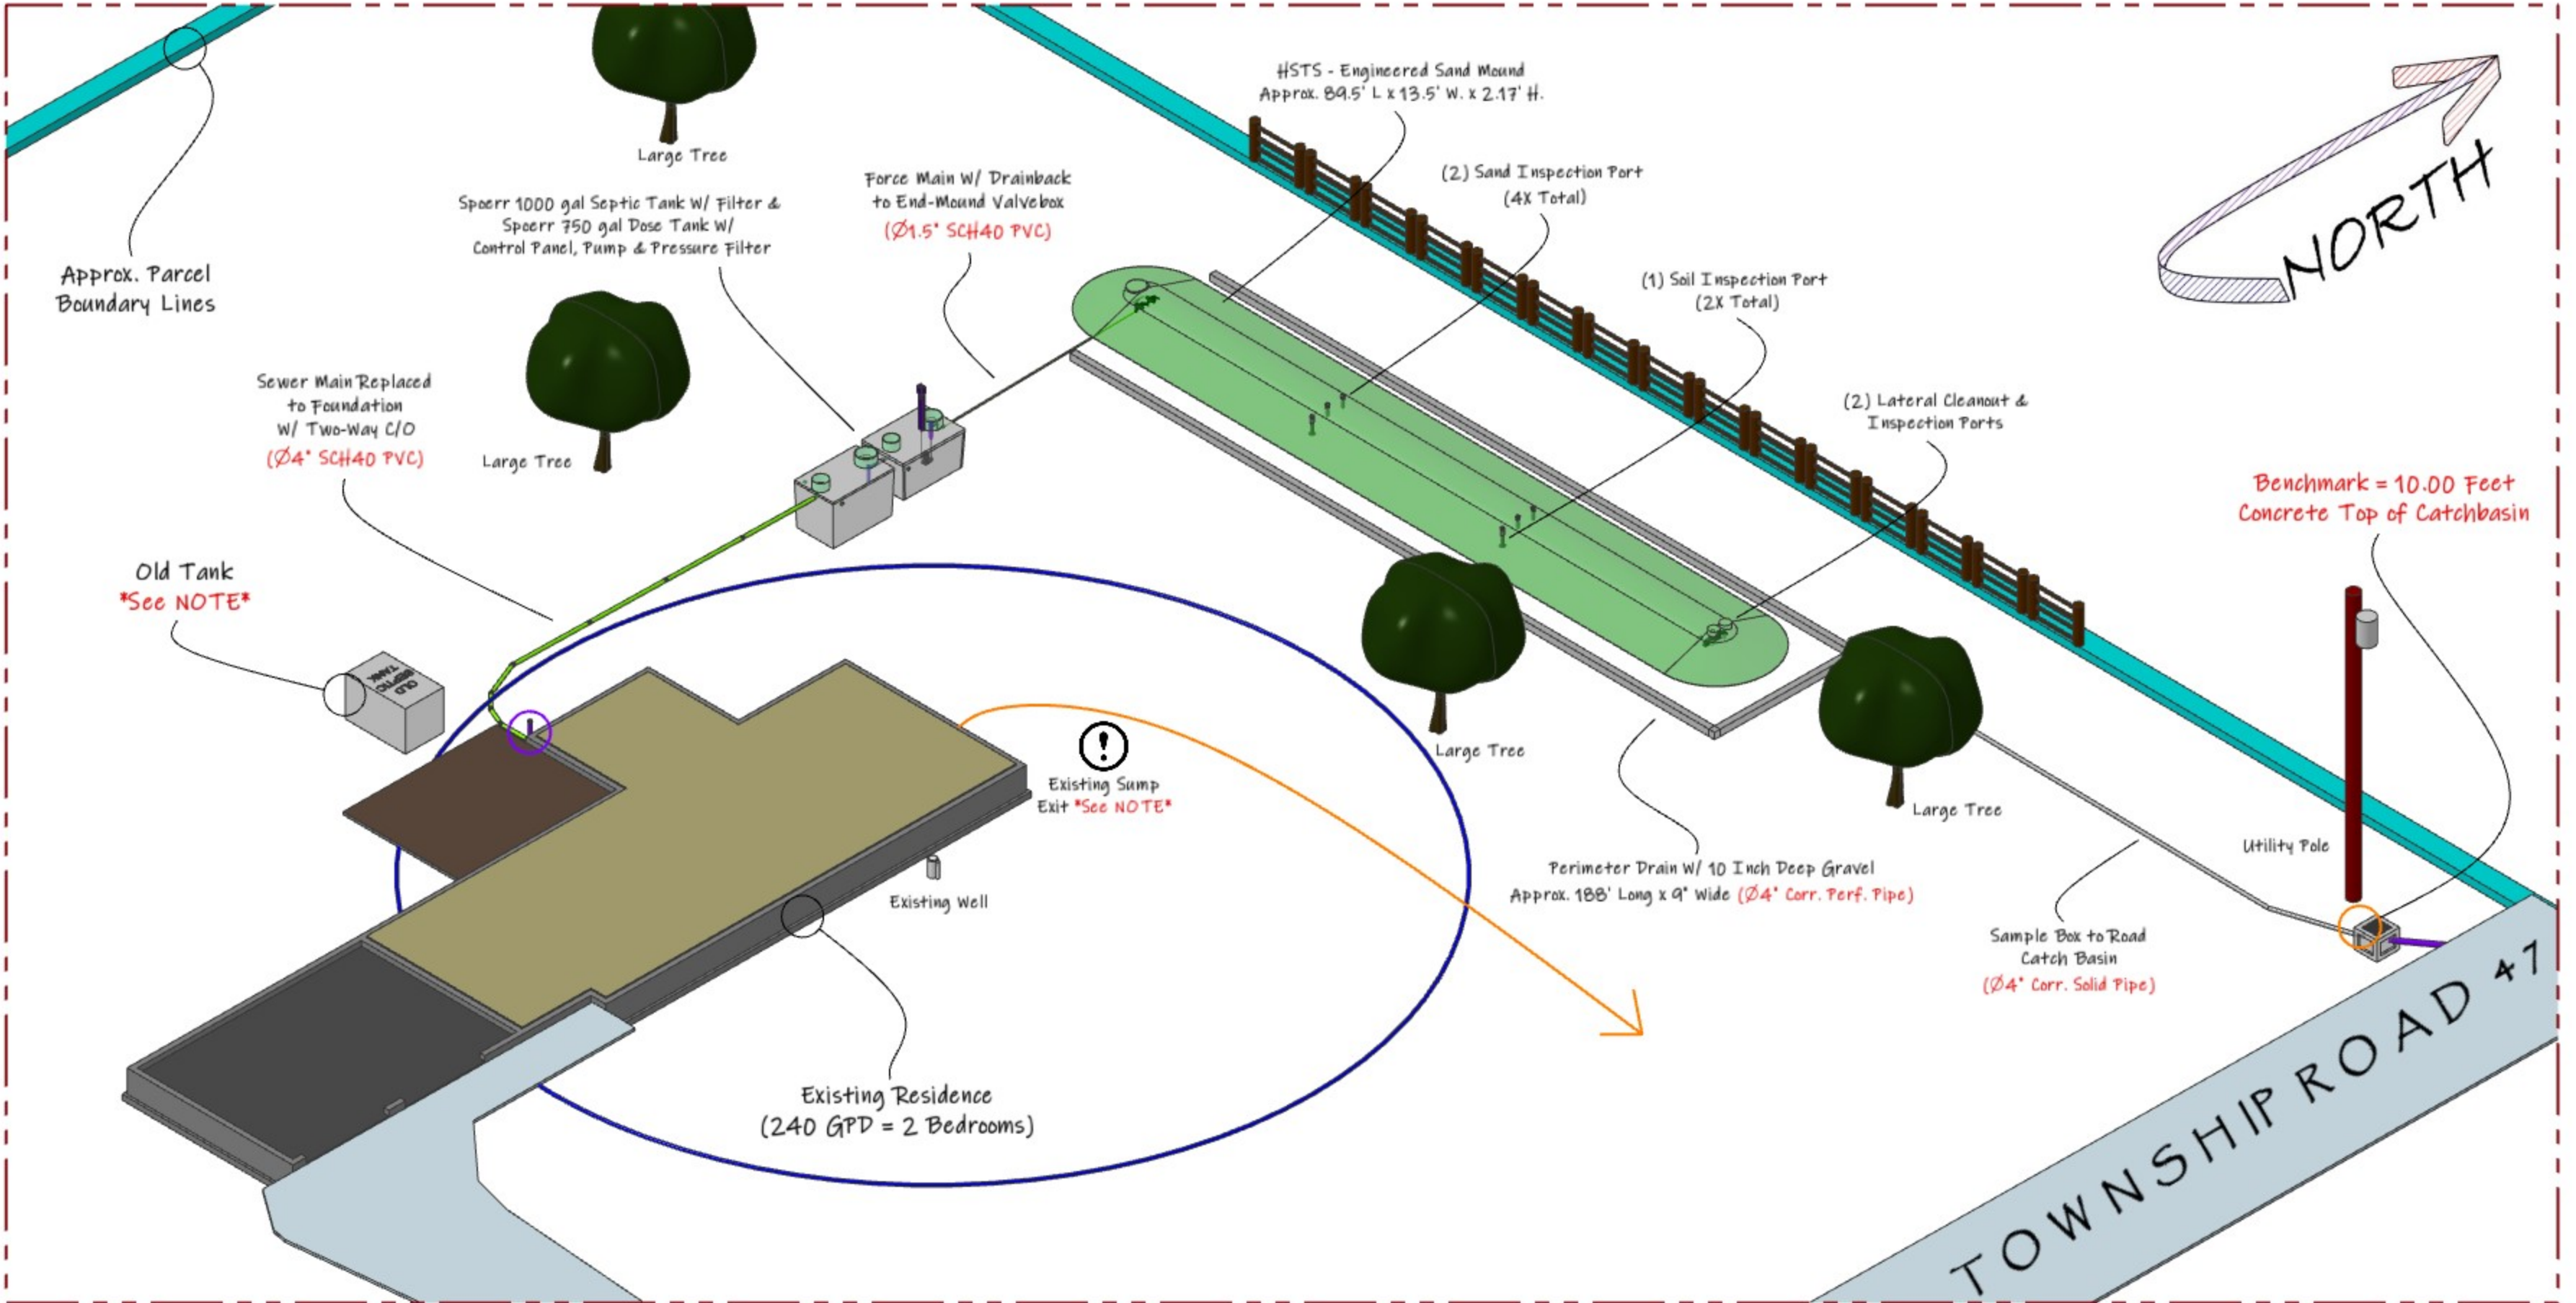 HSTS - Engineered Sand Mound
Approx. 89.5' L x 13.5' W. x 2.17' H.
Large Tree
(2) Sand Inspection Port
(4X Total)
Force Main W/ Drainback
to End-Mound Valvebox
(Ø1.5" SCH40 PVC)
Spoerr 1000 gal Septic Tank W/ Filter &
Spoerr 750 gal Dose Tank W/
Control Panel, Pump & Pressure Filter
NORTH
Approx. Parcel
Boundary Lines
(1) Soil Inspection Port
(2X Total)
Sewer Main Replaced
to Foundation
W/ Two-Way C/O
(Ø4" SCH40 PVC)
Large Tree
(2) Lateral Cleanout &
Inspection Ports
Benchmark = 10.00 Feet
Concrete Top of Catchbasin
Old Tank
*See NOTE*
OLD
SEPTIC
TANK
Large Tree
!
Existing Sump
Exit *See NOTE*
Large Tree
Utility Pole
Perimeter Drain W/ 10 Inch Deep Gravel
Approx. 188' Long x 9" Wide (Ø4" Corr. Perf. Pipe)
Existing Well
Sample Box to Road
Catch Basin
(Ø4" Corr. Solid Pipe)
Existing Residence
(240 GPD = 2 Bedrooms)
TOWNSHIP ROAD 47